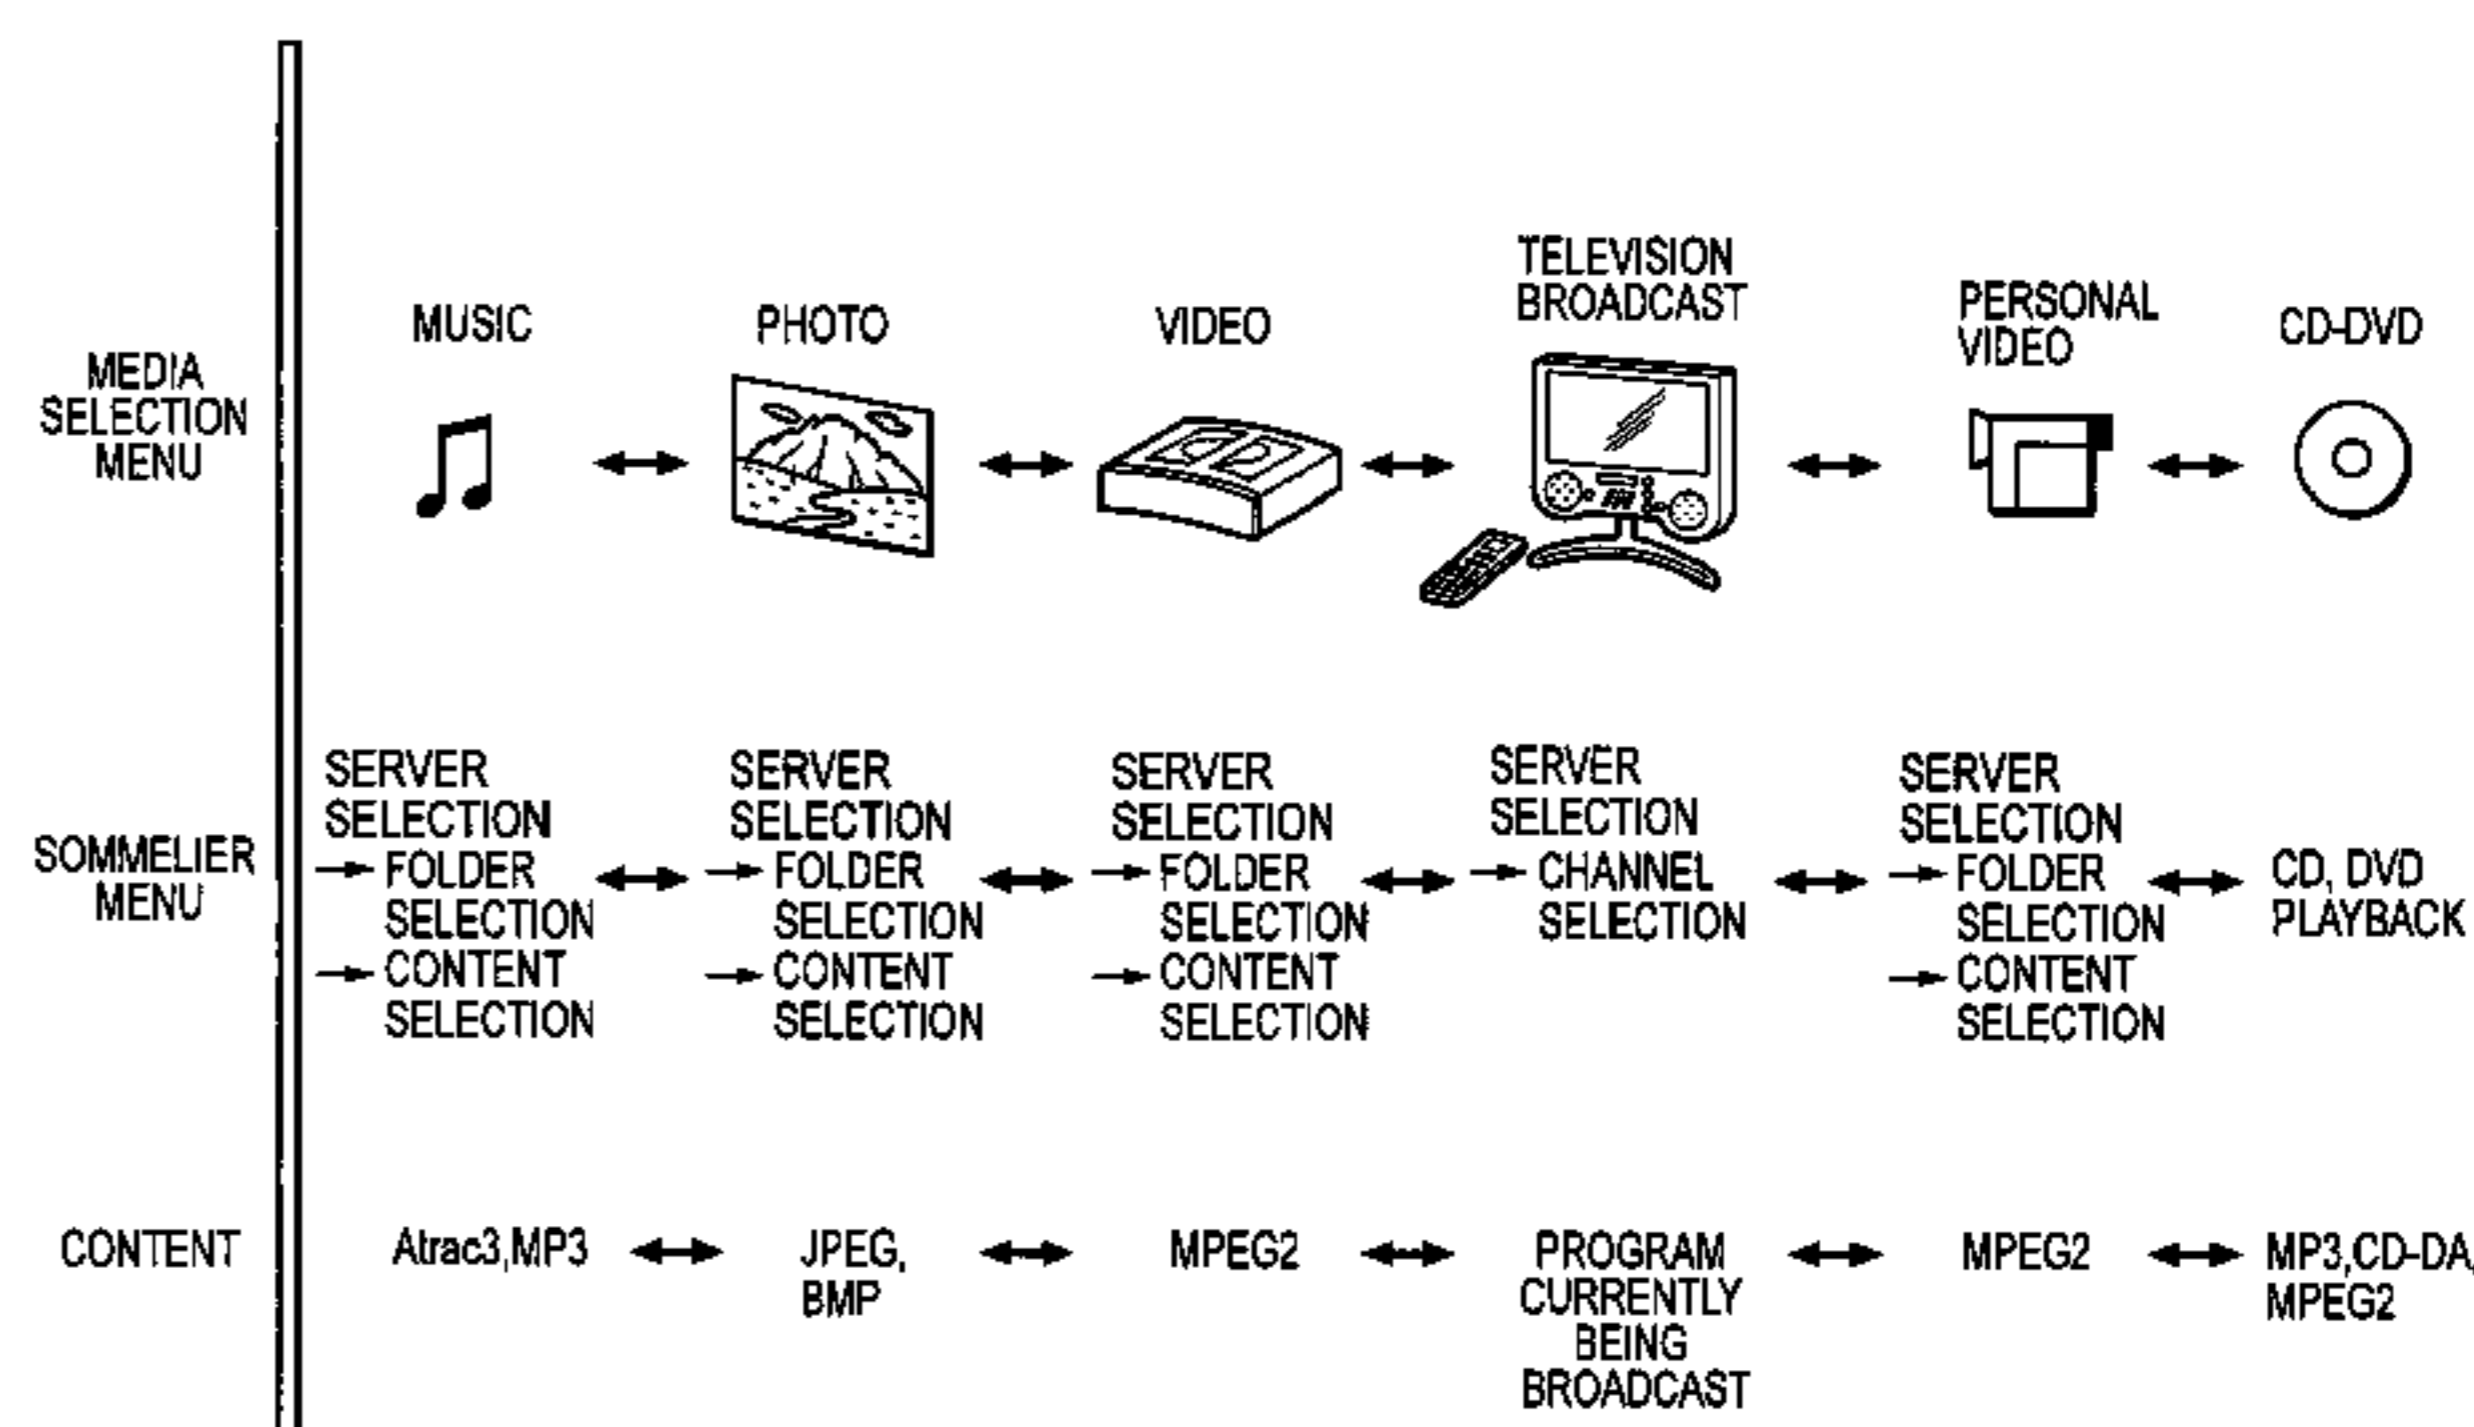 MEDIA
SELECTION
MENU
MUSIC
PHOTO
VIDEO
TELEVISION
BROADCAST
PERSONAL
VIDEO
CD-DVD
SOMMELIER
MENU
SERVER
SELECTION
FOLDER
SELECTION
CONTENT
SELECTION
SERVER
SELECTION
FOLDER
SELECTION
CONTENT
SELECTION
SERVER
SELECTION
FOLDER
SELECTION
CONTENT
SELECTION
SERVER
SELECTION
CHANNEL
SELECTION
SERVER
SELECTION
FOLDER
SELECTION
CONTENT
SELECTION
CD, DVD
PLAYBACK
CONTENT
Atrac3,MP3
JPEG,
BMP
MPEG2
PROGRAM
CURRENTLY
BEING
BROADCAST
MPEG2
MP3,CD-DA,
MPEG2